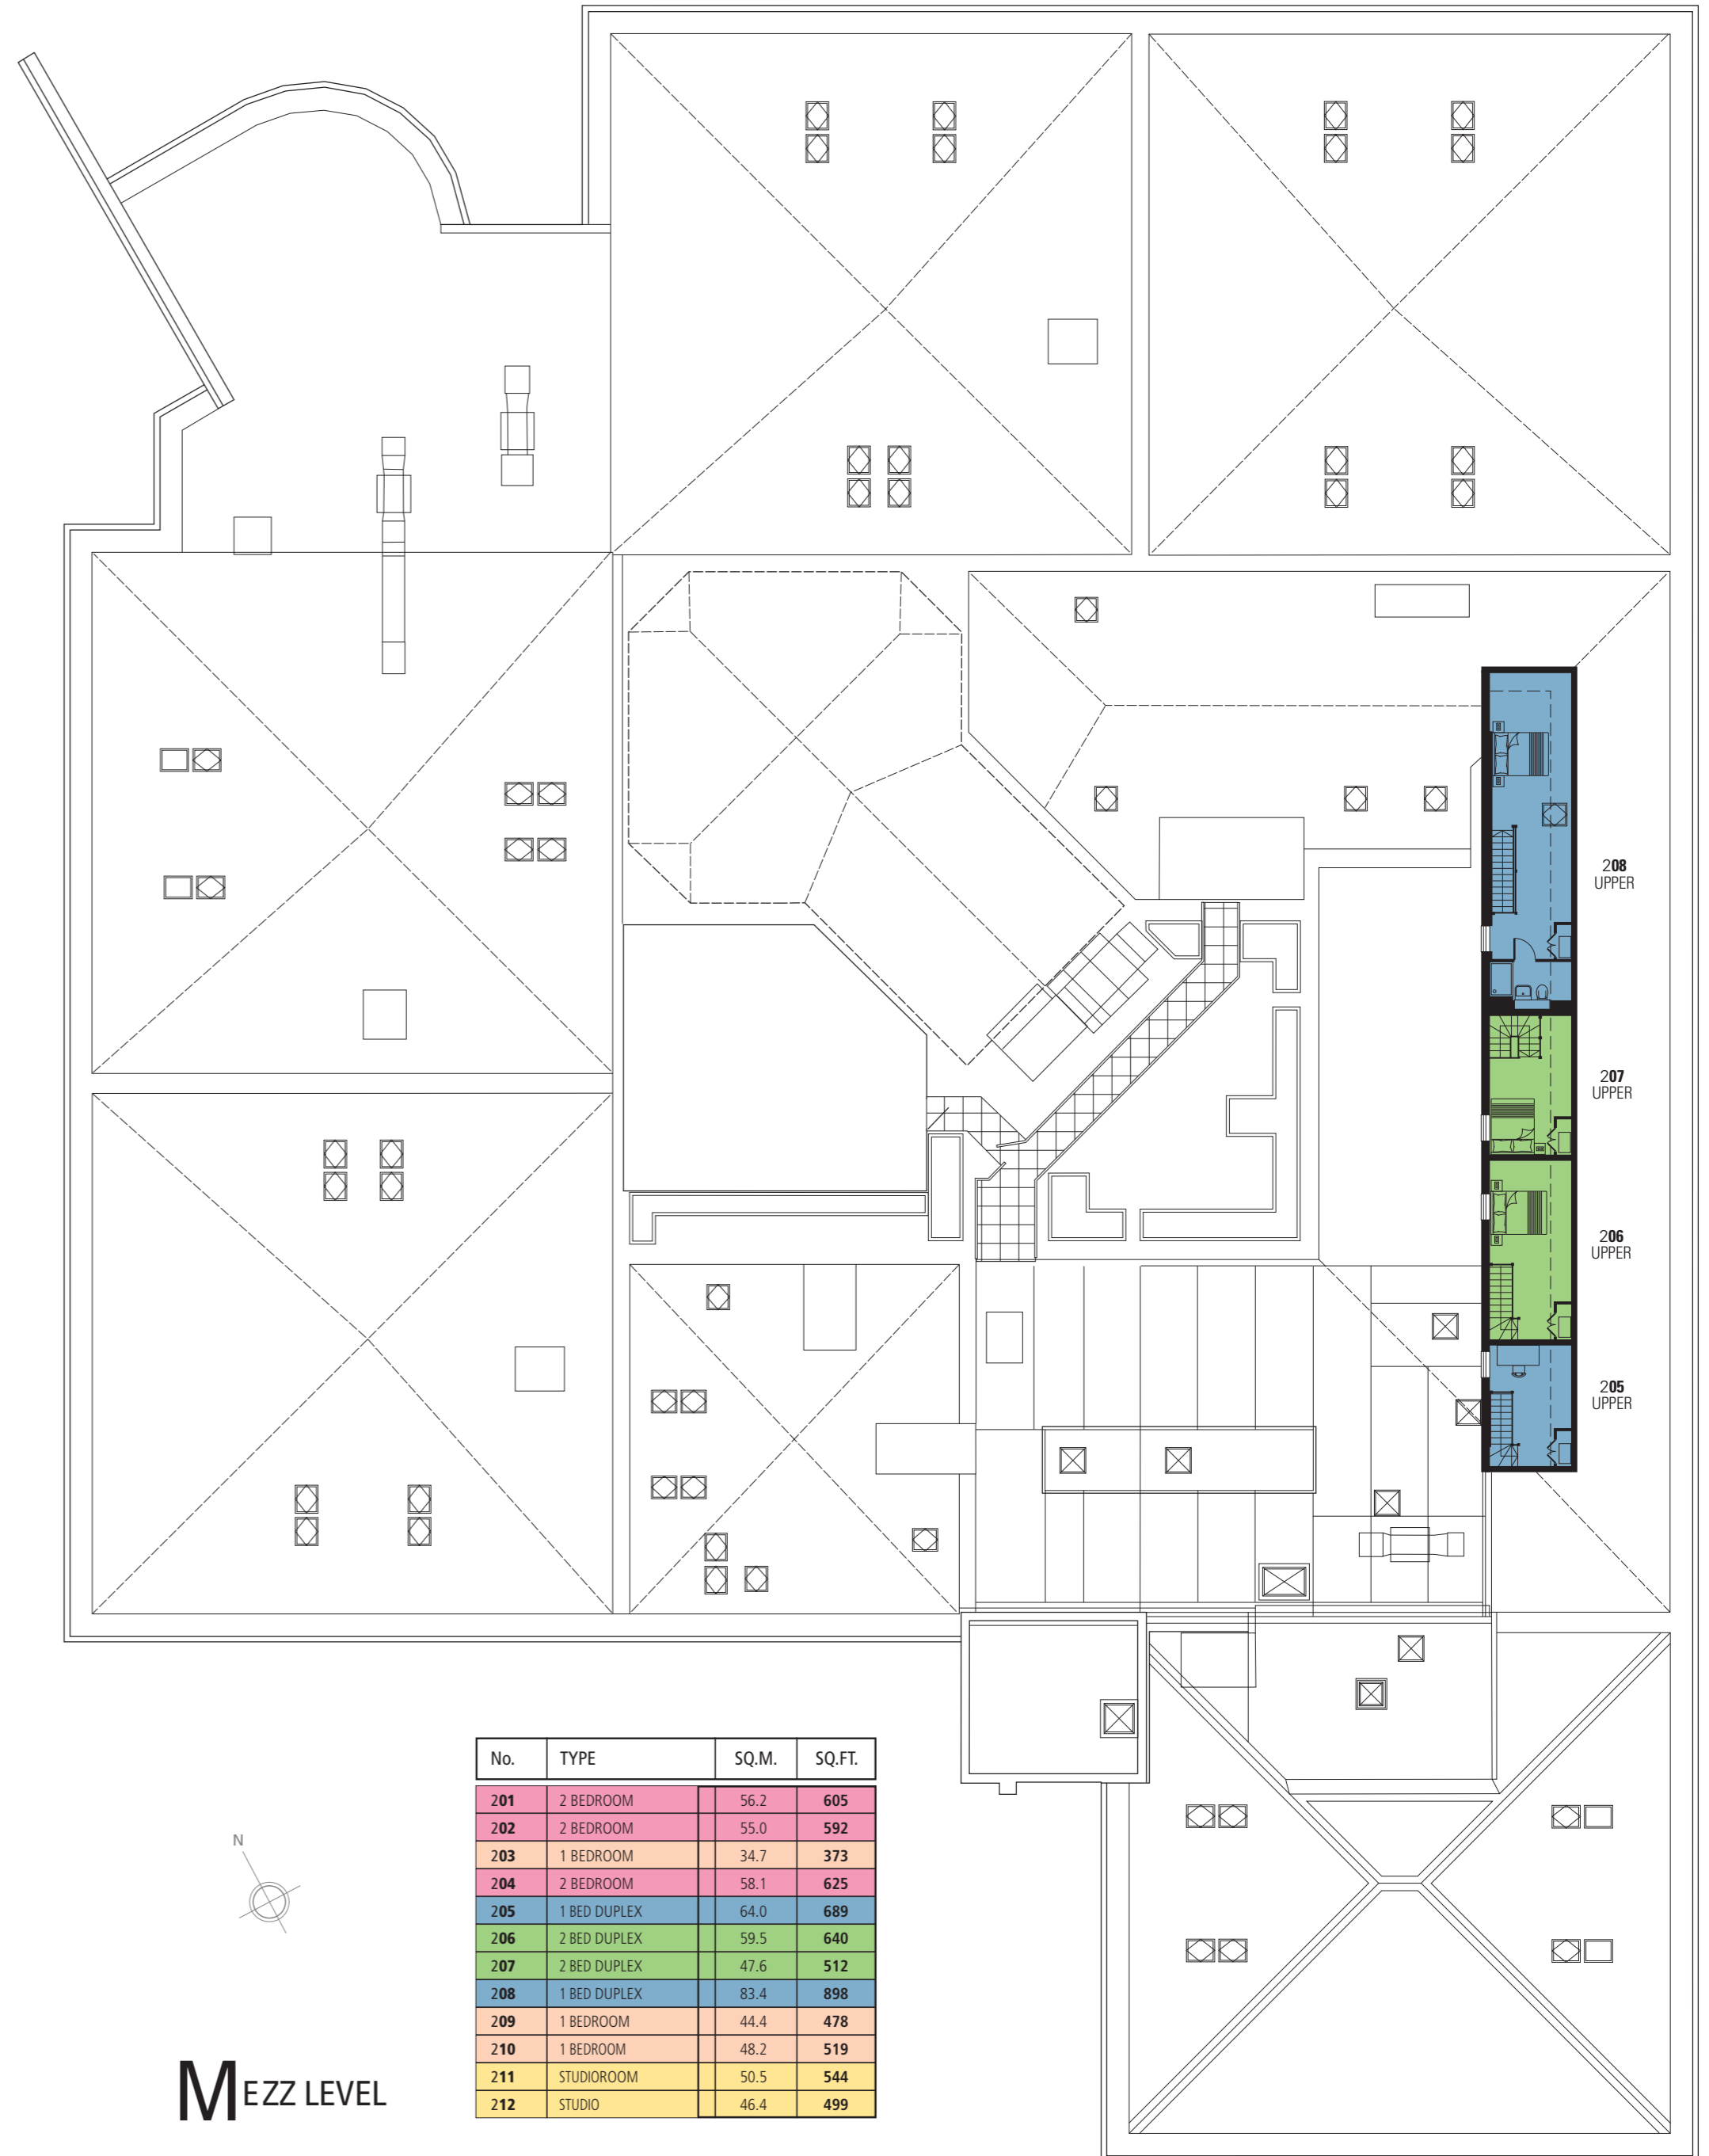 208
UPPER
207
UPPER
206
UPPER
205
UPPER
No. TYPE SQ.M. SQ.FT.
201 2 BEDROOM 56.2 605
202 2 BEDROOM 55.0 592
203 1 BEDROOM 34.7 373
204 2 BEDROOM 58.1 625
205 1 BED DUPLEX 64.0 689
206 2 BED DUPLEX 59.5 640
207 2 BED DUPLEX 47.6 512
208 1 BED DUPLEX 83.4 898
209 1 BEDROOM 44.4 478
210 1 BEDROOM 48.2 519
211 STUDIOROOM 50.5 544
212 STUDIO 46.4 499
N
MEZZ LEVEL